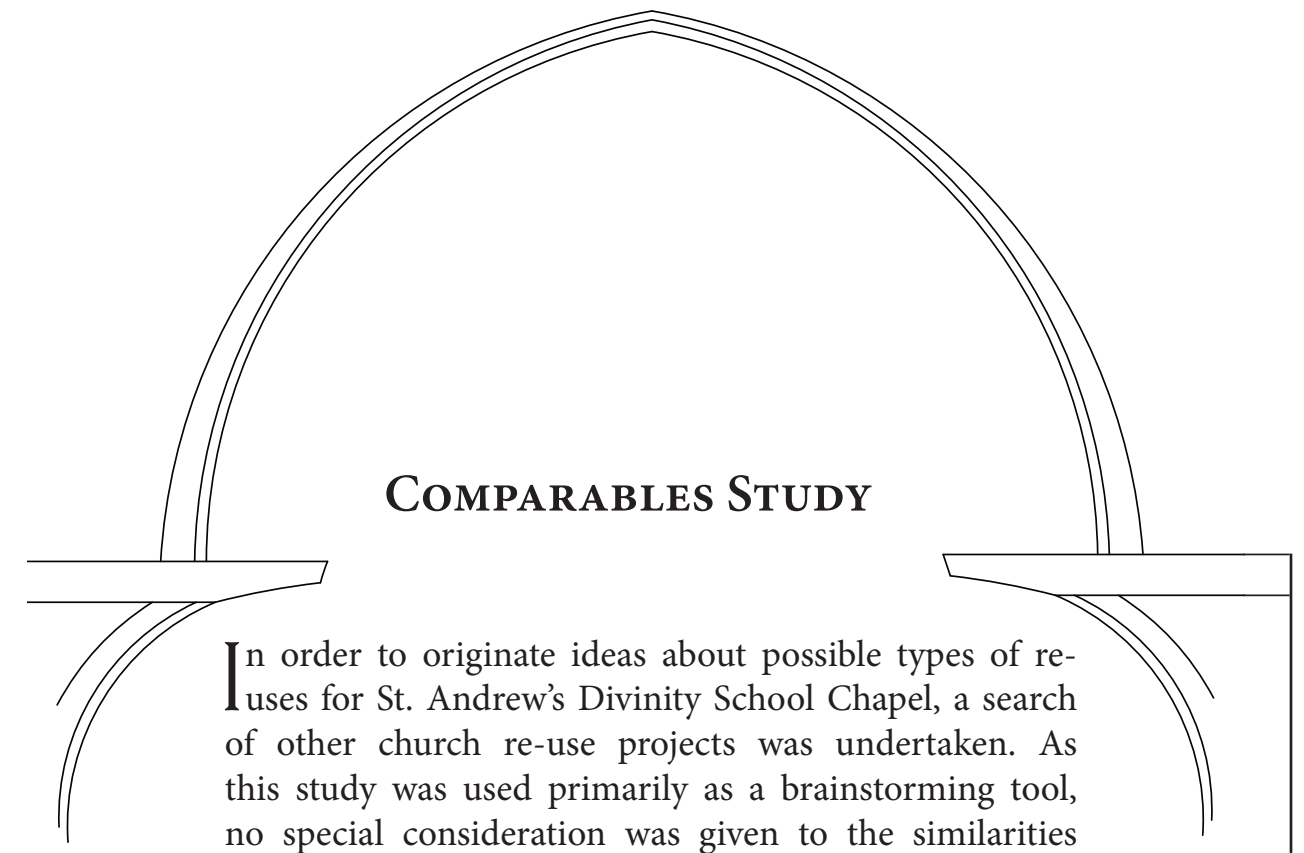 Comparables Study
In order to originate ideas about possible types of re-
uses for St. Andrew’s Divinity School Chapel, a search
of other church re-use projects was undertaken. As
this study was used primarily as a brainstorming tool,
no special consideration was given to the similarities